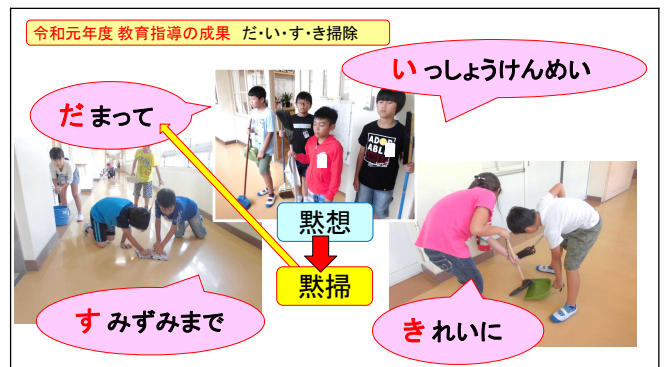 令和元年度 教育指導の成果 だ・い・す・き掃除
だ まって
い っしょうけんめい
黙想
黙掃
す みずみまで
き れいに